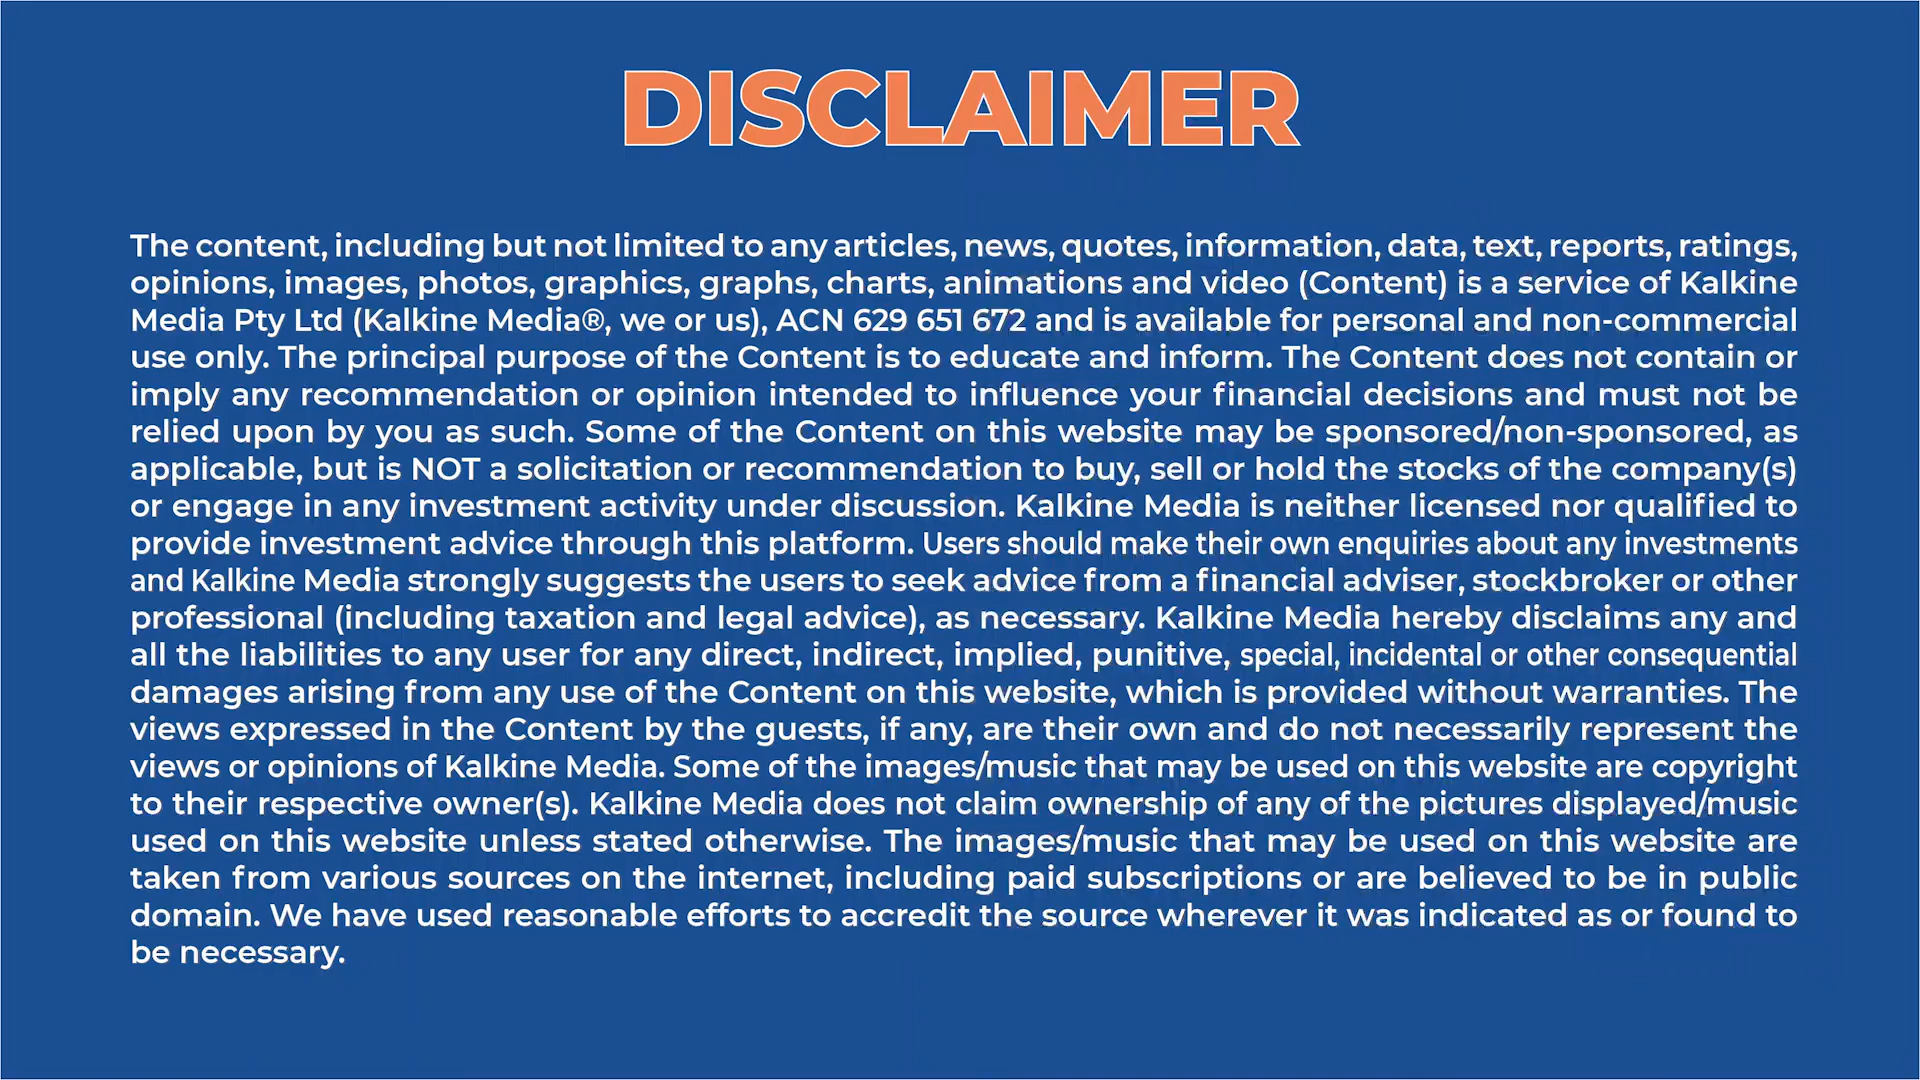 DISCLAIMER
The content, including but not limited to any articles, news, quotes, information, data, text, reports, ratings,
opinions, images, photos, graphics, graphs, charts, animations and video (Content) is a service of Kalkine
Media Pty Ltd (Kalkine Media®, we or us), ACN 629 651 672 and is available for personal and non-commercial
use only. The principal purpose of the Content is to educate and inform. The Content does not contain or
imply any recommendation or opinion intended to influence your financial decisions and must not be
relied upon by you as such. Some of the Content on this website may be sponsored/non-sponsored, as
applicable, but is NOT a solicitation or recommendation to buy, sell or hold the stocks of the company(s)
or engage in any investment activity under discussion. Kalkine Media is neither licensed nor qualified to
provide investment advice through this platform. Users should make their own enquiries about any investments
and Kalkine Media strongly suggests the users to seek advice from a financial adviser, stockbroker or other
professional (including taxation and legal advice), as necessary. Kalkine Media hereby disclaims any and
all the liabilities to any user for any direct, indirect, implied, punitive, special, incidental or other consequential
damages arising from any use of the Content on this website, which is provided without warranties. The
views expressed in the Content by the guests, if any, are their own and do not necessarily represent the
views or opinions of Kalkine Media. Some of the images/music that may be used on this website are copyright
to their respective owner(s). Kalkine Media does not claim ownership of any of the pictures displayed/music
used on this website unless stated otherwise. The images/music that may be used on this website are
taken from various sources on the internet, including paid subscriptions or are believed to be in public
domain. We have used reasonable efforts to accredit the source wherever it was indicated as or found to
be necessary.